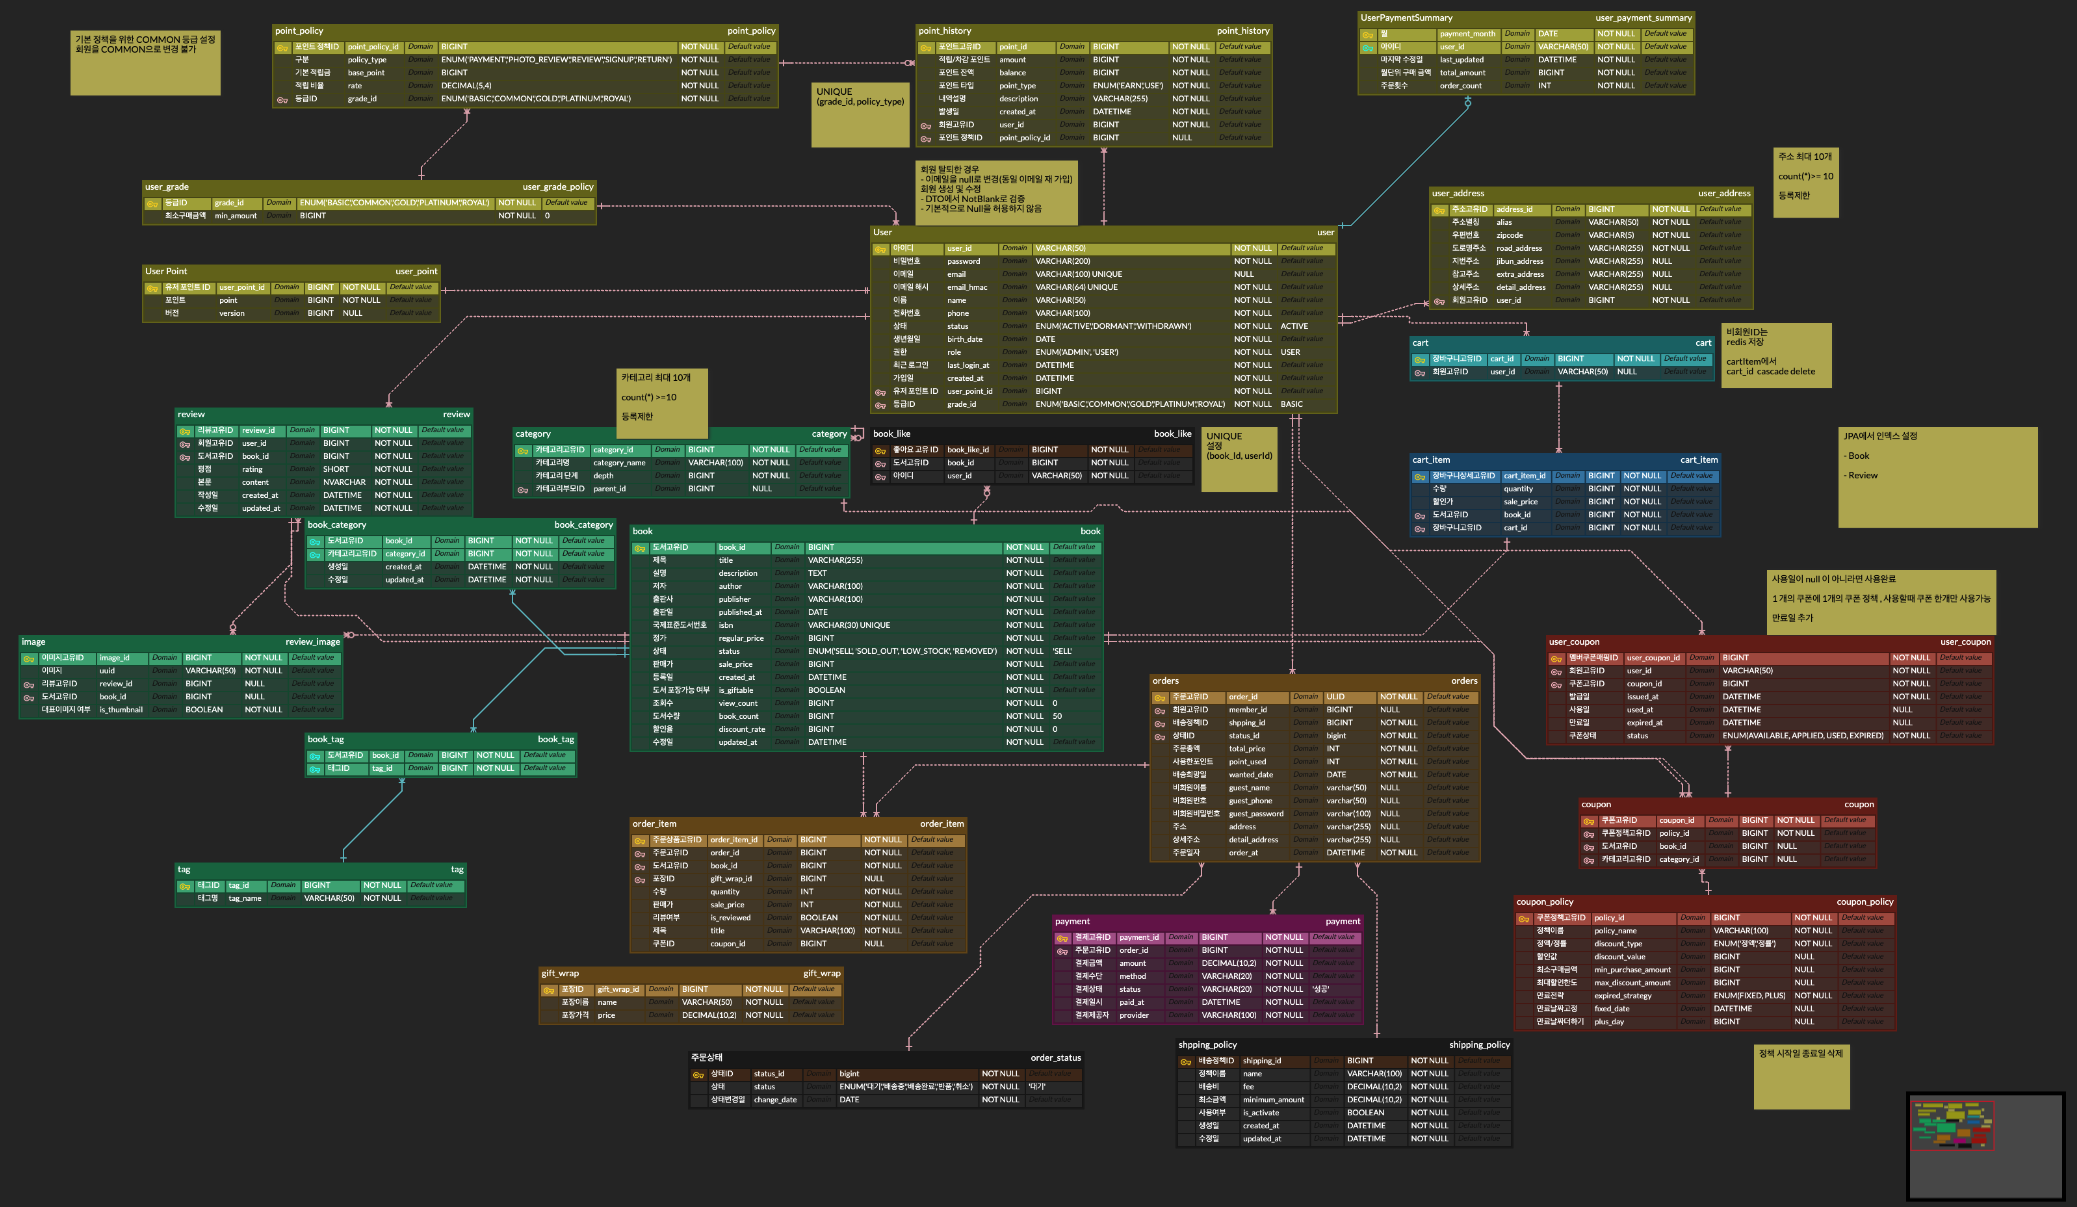 기본 정책을 위한 COMMON 등급 설정
회원을 COMMON으로 변경 불가
point_policy point_policy
포인트 정책ID point_policy_id Domain BIGINT NOT NULL Default value
구분 policy_type Domain ENUM('PAYMENT','PHOTO_REVIEW','REVIEW','SIGNUP','RETURN') NOT NULL Default value
기본 적립금 base_point Domain BIGINT NOT NULL Default value
적립 비율 rate Domain DECIMAL(5,4) NOT NULL Default value
등급ID grade_id Domain ENUM('BASIC','COMMON','GOLD','PLATINUM','ROYAL') NOT NULL Default value
UNIQUE
(grade_id, policy_type)
point_history point_history
포인트고유ID point_id Domain BIGINT NOT NULL Default value
적립/차감 포인트 amount Domain BIGINT NOT NULL Default value
포인트 잔액 balance Domain BIGINT NOT NULL Default value
포인트 타입 point_type Domain ENUM('EARN','USE') NOT NULL Default value
내역설명 description Domain VARCHAR(255) NOT NULL Default value
발생일 created_at Domain DATETIME NOT NULL Default value
회원고유ID user_id Domain BIGINT NOT NULL Default value
포인트 정책ID point_policy_id Domain BIGINT NULL Default value
UserPaymentSummary user_payment_summary
월 payment_month Domain DATE NOT NULL Default value
아이디 user_id Domain VARCHAR(50) NOT NULL Default value
마지막 수정일 last_updated Domain DATETIME NOT NULL Default value
월단위 구매 금액 total_amount Domain BIGINT NOT NULL Default value
주문횟수 order_count Domain INT NOT NULL Default value
주소 최대 10개
count(*)>= 10
등록제한
user_grade user_grade_policy
등급ID grade_id Domain ENUM('BASIC','COMMON','GOLD','PLATINUM','ROYAL') NOT NULL Default value
최소구매금액 min_amount Domain BIGINT NOT NULL 0
회원 탈퇴한 경우
- 이메일을 null로 변경(동일 이메일 재 가입)
회원 생성 및 수정
- DTO에서 NotBlank로 검증
- 기본적으로 Null을 허용하지 않음
User user
아이디 user_id Domain VARCHAR(50) NOT NULL Default value
비밀번호 password Domain VARCHAR(200) NOT NULL Default value
이메일 email Domain VARCHAR(100) UNIQUE NULL Default value
이메일 해시 email_hmac Domain VARCHAR(64) UNIQUE NOT NULL Default value
이름 name Domain VARCHAR(50) NOT NULL Default value
전화번호 phone Domain VARCHAR(100) NOT NULL Default value
상태 status Domain ENUM('ACTIVE','DORMANT','WITHDRAWN') NOT NULL ACTIVE
생년월일 birth_date Domain DATE NOT NULL Default value
권한 role Domain ENUM('ADMIN', 'USER') NOT NULL USER
최근 로그인 last_login_at Domain DATETIME NOT NULL Default value
가입일 created_at Domain DATETIME NOT NULL Default value
유저 포인트 ID user_point_id Domain BIGINT NOT NULL Default value
등급ID grade_id Domain ENUM('BASIC','COMMON','GOLD','PLATINUM','ROYAL') NOT NULL BASIC
user_address user_address
주소고유ID address_id Domain BIGINT NOT NULL Default value
주소별칭 alias Domain VARCHAR(50) NOT NULL Default value
우편번호 zipcode Domain VARCHAR(5) NOT NULL Default value
도로명주소 road_address Domain VARCHAR(255) NOT NULL Default value
지번주소 jibun_address Domain VARCHAR(255) NULL Default value
참고주소 extra_address Domain VARCHAR(255) NULL Default value
상세주소 detail_address Domain VARCHAR(255) NULL Default value
회원고유ID user_id Domain BIGINT NOT NULL Default value
User Point user_point
유저 포인트 ID user_point_id Domain BIGINT NOT NULL Default value
포인트 point Domain BIGINT NOT NULL Default value
버전 version Domain BIGINT NULL Default value
cart cart
장바구니고유ID cart_id Domain BIGINT NOT NULL Default value
회원고유ID user_id Domain VARCHAR(50) NULL Default value
비회원ID는
redis 저장
cartItem에서
cart_id cascade delete
카테고리 최대 10개
count(*) >=10
등록제한
review review
리뷰고유ID review_id Domain BIGINT NOT NULL Default value
회원고유ID user_id Domain BIGINT NOT NULL Default value
도서고유ID book_id Domain BIGINT NOT NULL Default value
평점 rating Domain SHORT NOT NULL Default value
본문 content Domain NVARCHAR NOT NULL Default value
작성일 created_at Domain DATETIME NOT NULL Default value
수정일 updated_at Domain DATETIME NOT NULL Default value
category category
카테고리고유ID category_id Domain BIGINT NOT NULL Default value
카테고리명 category_name Domain VARCHAR(100) NOT NULL Default value
카테고리 단계 depth Domain BIGINT NOT NULL Default value
카테고리부모ID parent_id Domain BIGINT NULL Default value
book_like book_like
좋아요 고유 ID book_like_id Domain BIGINT NOT NULL Default value
도서고유ID book_id Domain BIGINT NOT NULL Default value
아이디 user_id Domain VARCHAR(50) NOT NULL Default value
UNIQUE
설정
(book_Id, userId)
JPA에서 인덱스 설정
- Book
- Review
cart_item cart_item
장바구니상세고유ID cart_item_id Domain BIGINT NOT NULL Default value
수량 quantity Domain BIGINT NOT NULL Default value
할인가 sale_price Domain BIGINT NOT NULL Default value
도서고유ID book_id Domain BIGINT NOT NULL Default value
장바구니고유ID cart_id Domain BIGINT NOT NULL Default value
book_category book_category
도서고유ID book_id Domain BIGINT NOT NULL Default value
카테고리고유ID category_id Domain BIGINT NOT NULL Default value
생성일 created_at Domain DATETIME NOT NULL Default value
수정일 updated_at Domain DATETIME NOT NULL Default value
book book
도서고유ID book_id Domain BIGINT NOT NULL Default value
제목 title Domain VARCHAR(255) NOT NULL Default value
설명 description Domain TEXT NOT NULL Default value
저자 author Domain VARCHAR(100) NOT NULL Default value
출판사 publisher Domain VARCHAR(100) NOT NULL Default value
출판일 published_at Domain DATE NOT NULL Default value
국제표준도서번호 isbn Domain VARCHAR(30) UNIQUE NOT NULL Default value
정가 regular_price Domain BIGINT NOT NULL Default value
상태 status Domain ENUM('SELL', 'SOLD_OUT', 'LOW_STOCK', 'REMOVED') NOT NULL 'SELL'
판매가 sale_price Domain BIGINT NOT NULL Default value
등록일 created_at Domain DATETIME NOT NULL Default value
도서 포장가능 여부 is_giftable Domain BOOLEAN NOT NULL Default value
조회수 view_count Domain BIGINT NOT NULL 0
도서수량 book_count Domain BIGINT NOT NULL 50
할인율 discount_rate Domain BIGINT NOT NULL 0
수정일 updated_at Domain DATETIME NOT NULL Default value
사용일이 null 이 아니라면 사용완료
1 개의 쿠폰에 1개의 쿠폰 정책 , 사용할때 쿠폰 한개만 사용가능
만료일 추가
image review_image
이미지고유ID image_id Domain BIGINT NOT NULL Default value
이미지 uuid Domain VARCHAR(50) NOT NULL Default value
리뷰고유ID review_id Domain BIGINT NULL Default value
도서고유ID book_id Domain BIGINT NULL Default value
대표이미지 여부 is_thumbnail Domain BOOLEAN NOT NULL Default value
user_coupon user_coupon
멤버쿠폰매핑ID user_coupon_id Domain BIGINT NOT NULL Default value
회원고유ID user_id Domain VARCHAR(50) NOT NULL Default value
쿠폰고유ID coupon_id Domain BIGINT NOT NULL Default value
발급일 issued_at Domain DATETIME NOT NULL Default value
사용일 used_at Domain DATETIME NULL Default value
만료일 expired_at Domain DATETIME NULL Default value
쿠폰상태 status Domain ENUM(AVAILABLE, APPLIED, USED, EXPIRED) NOT NULL Default value
orders orders
주문고유ID order_id Domain ULID NOT NULL Default value
회원고유ID member_id Domain BIGINT NULL Default value
배송정책ID shpping_id Domain BIGINT NOT NULL Default value
상태ID status_id Domain bigint NOT NULL Default value
주문총액 total_price Domain INT NOT NULL Default value
사용한포인트 point_used Domain INT NOT NULL Default value
배송희망일 wanted_date Domain DATE NOT NULL Default value
비회원이름 guest_name Domain varchar(50) NULL Default value
비회원번호 guest_phone Domain varchar(50) NULL Default value
비회원비밀번호 guest_password Domain varchar(100) NULL Default value
주소 address Domain varchar(255) NULL Default value
상세주소 detail_address Domain varchar(255) NULL Default value
주문일자 order_at Domain DATETIME NOT NULL Default value
book_tag book_tag
도서고유ID book_id Domain BIGINT NOT NULL Default value
태그ID tag_id Domain BIGINT NOT NULL Default value
coupon coupon
쿠폰고유ID coupon_id Domain BIGINT NOT NULL Default value
쿠폰정책고유ID policy_id Domain BIGINT NOT NULL Default value
도서고유ID book_id Domain BIGINT NULL Default value
카테고리고유ID category_id Domain BIGINT NULL Default value
order_item order_item
주문상품고유ID order_item_id Domain BIGINT NOT NULL Default value
주문고유ID order_id Domain BIGINT NOT NULL Default value
도서고유ID book_id Domain BIGINT NOT NULL Default value
포장ID gift_wrap_id Domain BIGINT NULL Default value
수량 quantity Domain INT NOT NULL Default value
판매가 sale_price Domain INT NOT NULL Default value
리뷰여부 is_reviewed Domain BOOLEAN NOT NULL Default value
제목 title Domain VARCHAR(100) NOT NULL Default value
쿠폰ID coupon_id Domain BIGINT NULL Default value
tag tag
태그ID tag_id Domain BIGINT NOT NULL Default value
태그명 tag_name Domain VARCHAR(50) NOT NULL Default value
coupon_policy coupon_policy
쿠폰정책고유ID policy_id Domain BIGINT NOT NULL Default value
정책이름 policy_name Domain VARCHAR(100) NOT NULL Default value
정액/정률 discount_type Domain ENUM('정액','정률') NOT NULL Default value
할인값 discount_value Domain BIGINT NOT NULL Default value
최소구매금액 min_purchase_amount Domain BIGINT NULL Default value
최대할인한도 max_discount_amount Domain BIGINT NULL Default value
만료전략 expired_strategy Domain ENUM(FIXED, PLUS) NOT NULL Default value
만료날짜고정 fixed_date Domain DATETIME NULL Default value
만료날짜더하기 plus_day Domain BIGINT NULL Default value
payment payment
결제고유ID payment_id Domain BIGINT NOT NULL Default value
주문고유ID order_id Domain BIGINT NOT NULL Default value
결제금액 amount Domain DECIMAL(10,2) NOT NULL Default value
결제수단 method Domain VARCHAR(20) NOT NULL Default value
결제상태 status Domain VARCHAR(20) NOT NULL '성공'
결제일시 paid_at Domain DATETIME NOT NULL Default value
결제제공자 provider Domain VARCHAR(100) NOT NULL Default value
gift_wrap gift_wrap
포장ID gift_wrap_id Domain BIGINT NOT NULL Default value
포장이름 name Domain VARCHAR(50) NOT NULL Default value
포장가격 price Domain DECIMAL(10,2) NOT NULL Default value
주문상태 order_status
상태ID status_id Domain bigint NOT NULL Default value
상태 status Domain ENUM('대기','배송중','배송완료','반품','취소') NOT NULL '대기'
상태변경일 change_date Domain DATE NOT NULL Default value
shpping_policy shipping_policy
배송정책ID shipping_id Domain BIGINT NOT NULL Default value
정책이름 name Domain VARCHAR(100) NOT NULL Default value
배송비 fee Domain DECIMAL(10,2) NOT NULL Default value
최소금액 minimum_amount Domain DECIMAL(10,2) NOT NULL Default value
사용여부 is_activate Domain BOOLEAN NOT NULL Default value
생성일 created_at Domain DATETIME NOT NULL Default value
수정일 updated_at Domain DATETIME NOT NULL Default value
정책 시작일 종료일 삭제